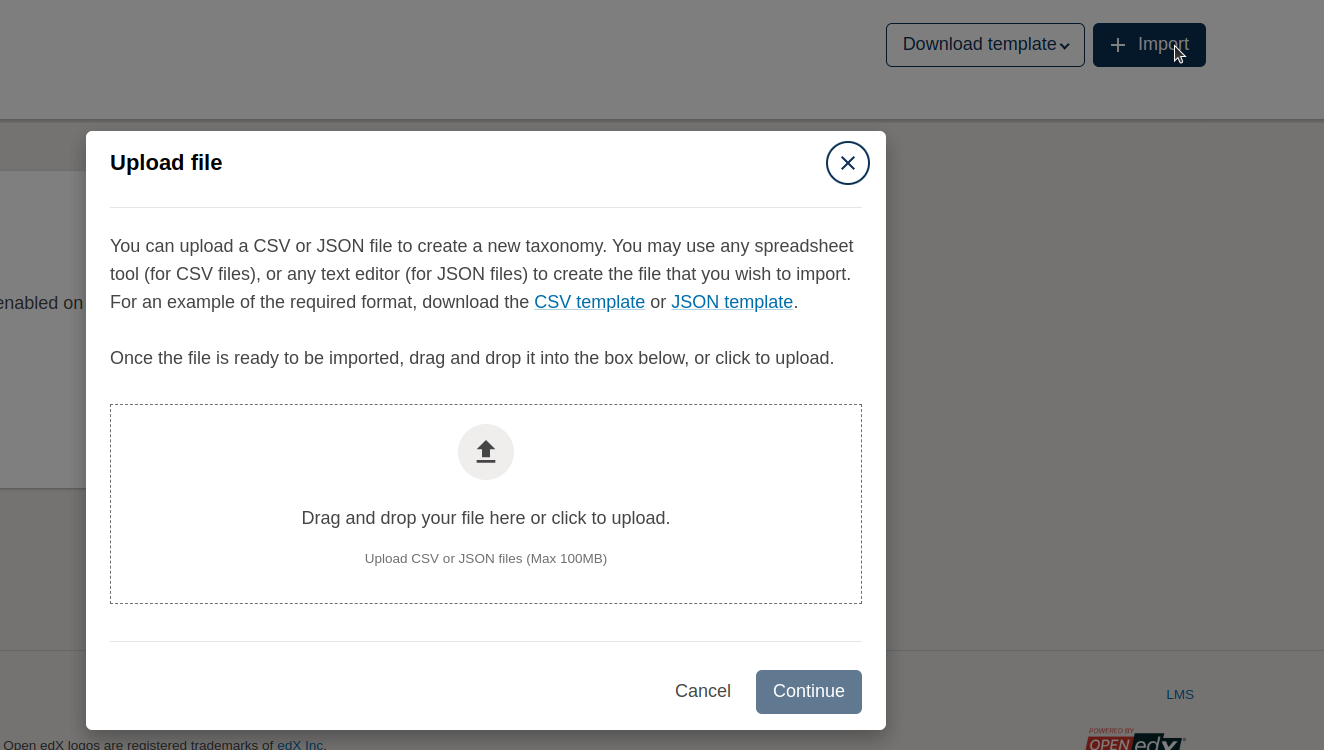 Download template
Import
Upload file
You can upload a CSV or JSON file to create a new taxonomy. You may use any spreadsheet
tool (for CSV files), or any text editor (for JSON files) to create the file that you wish to import.
For an example of the required format, download the CSV template or JSON template.
enabled on
Once the file is ready to be imported, drag and drop it into the box below, or click to upload.
Drag and drop your file here or click to upload.
Upload CSV or JSON files (Max 100MB)
Cancel
Continue
LMS
POWERED BY
OPEN edX
Open edX logos are registered trademarks of edX Inc.